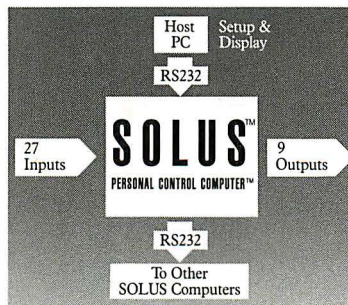 Host
PC
Setup &
Display
RS232
27
Inputs
SOLUS™
PERSONAL CONTROL COMPUTER™
9
Outputs
RS232
To Other
SOLUS Computers